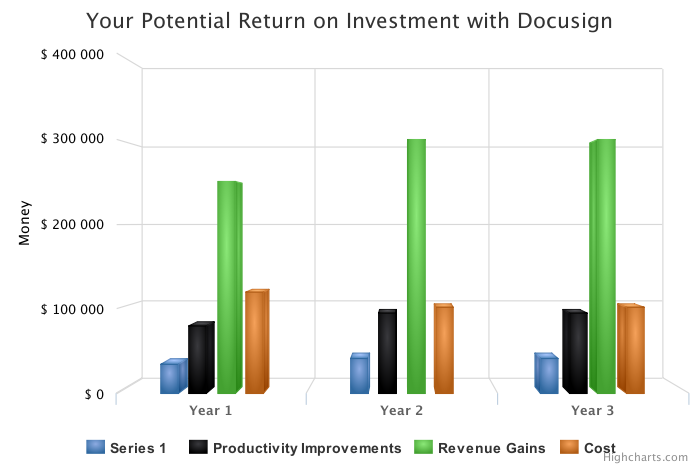 Your Potential Return on Investment with Docusign
$ 400 000
$ 300 000
$ 200 000
$ 100 000
$ 0
Money
Year 1
Year 2
Year 3
Series 1
Productivity Improvements
Revenue Gains
Cost
Highcharts.com